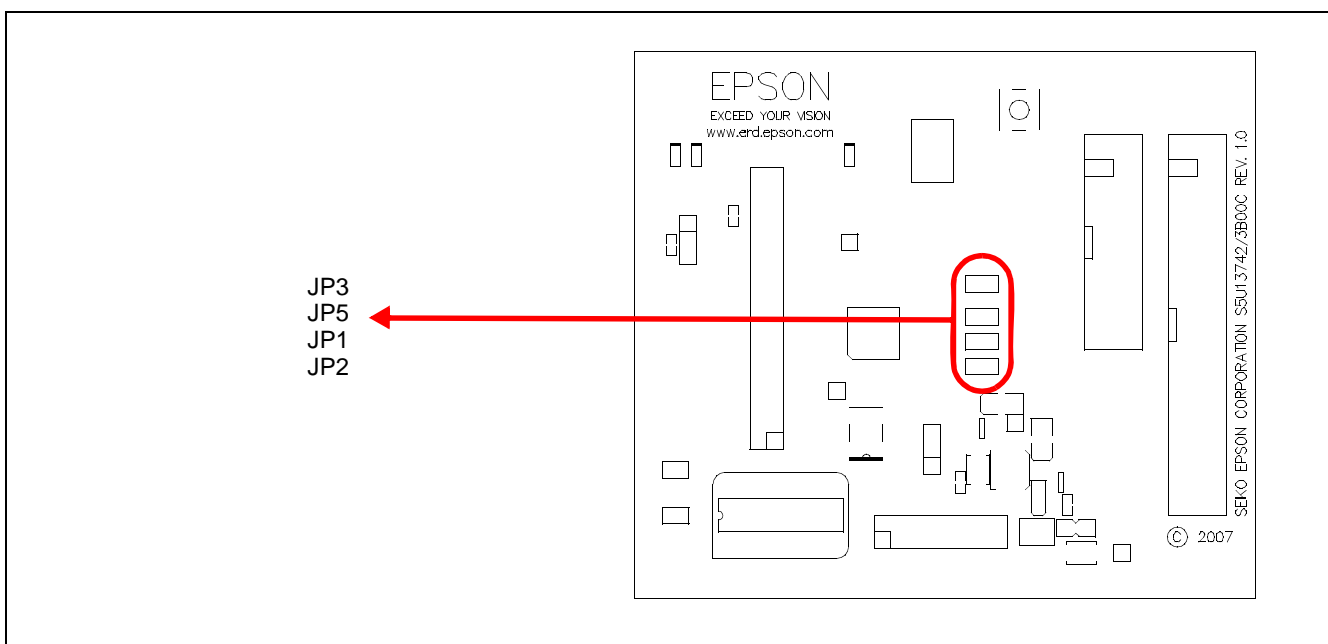 EPSON
EXCEED YOUR VISION
www.erd.epson.com
JP3
JP5
JP1
JP2
SEIKO EPSON CORPORATION S5U13742/3B00C REV. 1.0
© 2007